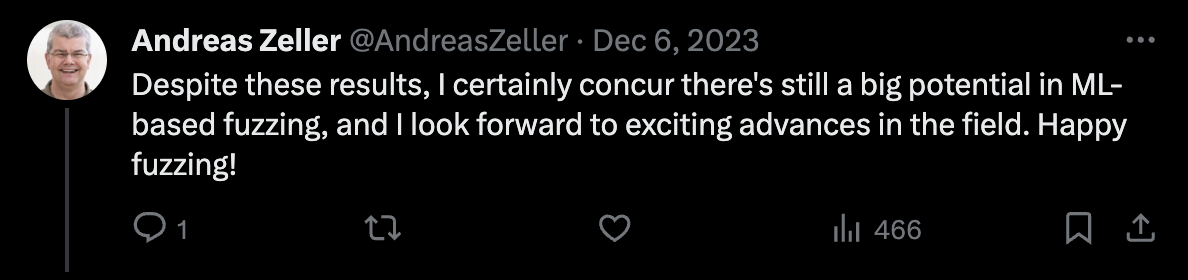 Andreas Zeller @AndreasZeller · Dec 6, 2023
Despite these results, I certainly concur there's still a big potential in ML-
based fuzzing, and I look forward to exciting advances in the field. Happy
fuzzing!
1
466